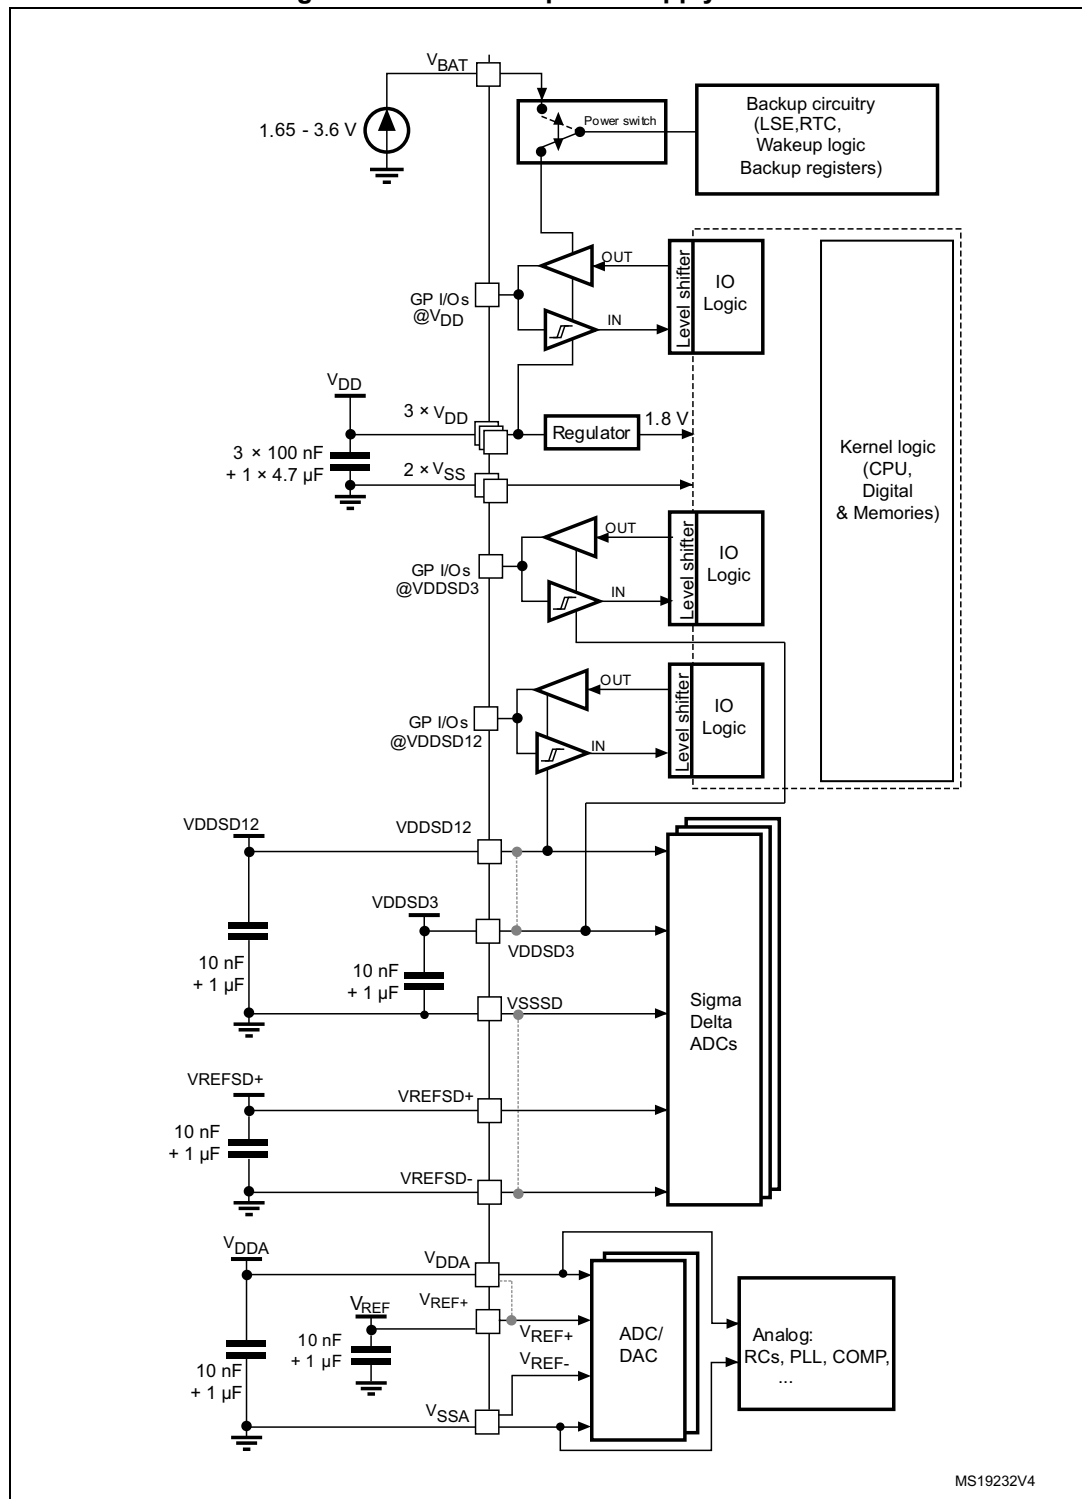 VBAT
1.65 - 3.6 V
Power switch
Backup circuitry
(LSE,RTC,
Wakeup logic
Backup registers)
OUT
Level shifter
IO
Logic
GP I/Os
@VDD
IN
VDD
3 × VDD
Regulator
1.8 V
3 × 100 nF
+ 1 × 4.7 µF
2 × VSS
Kernel logic
(CPU,
Digital
& Memories)
OUT
Level shifter
IO
Logic
GP I/Os
@VDDSD3
IN
OUT
Level shifter
IO
Logic
GP I/Os
@VDDSD12
IN
VDDSD12
VDDSD12
VDDSD3
VDDSD3
10 nF
+ 1 µF
10 nF
+ 1 µF
VSSSD
Sigma
Delta
ADCs
VREFSD+
VREFSD+
10 nF
+ 1 µF
VREFSD-
VDDA
VDDA
VREF+
VREF
VREF+
10 nF
+ 1 µF
VREF-
ADC/
DAC
Analog:
RCs, PLL, COMP,
...
10 nF
+ 1 µF
VSSA
MS19232V4